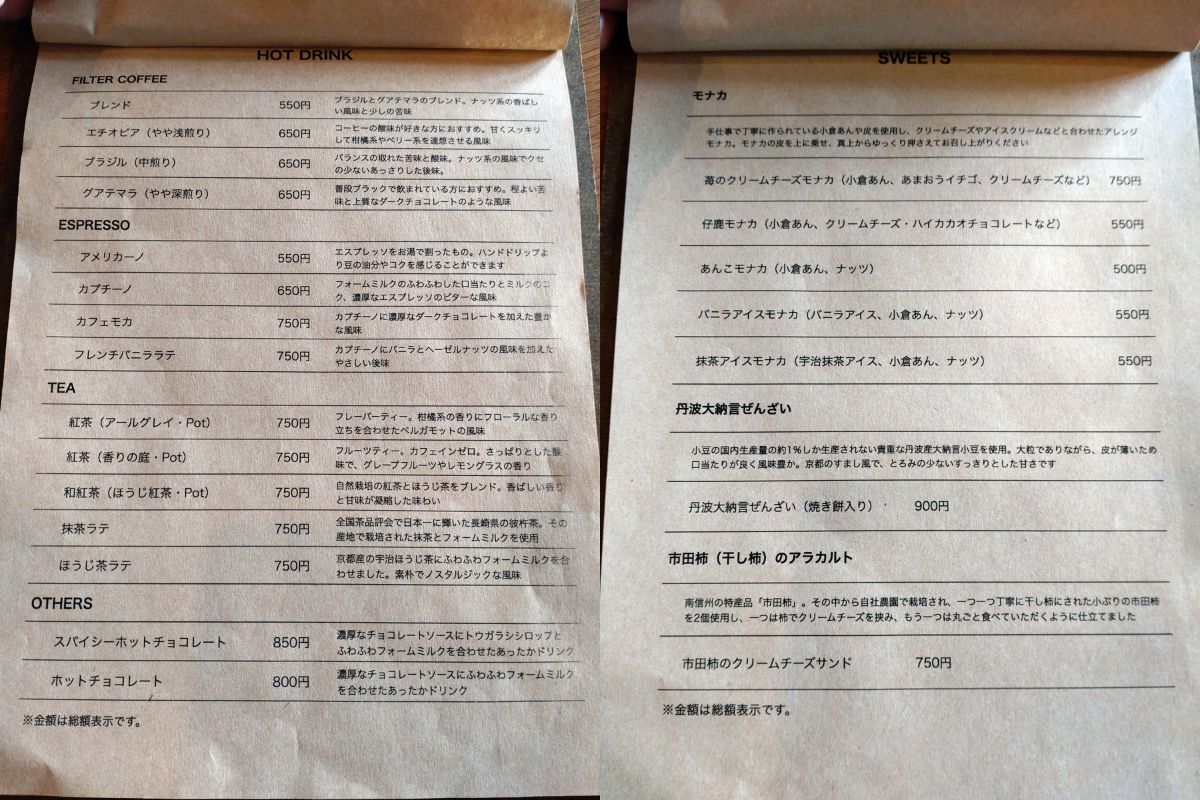 HOT DRINK
FILTER COFFEE
ブレンド 550円 ブラジルとグアテマラのブレンド。ナッツ系の香ばし
い風味と少しの苦味
エチオピア（やや浅煎り） 650円 コーヒーの酸味が好きな方におすすめ。甘くスッキリ
して柑橘系やベリー系を連想させる風味
ブラジル（中煎り） 650円 バランスの取れた苦味と酸味。ナッツ系の風味でクセ
の少ないあっさりした後味。
グアテマラ（やや深煎り） 650円 普段ブラックで飲まれている方におすすめ。程よい苦
味と上質なダークチョコレートのような風味
ESPRESSO
アメリカーノ 550円 エスプレッソをお湯で割ったもの。ハンドドリップよ
り豆の油分やコクを感じることができます
カプチーノ 650円 フォームミルクのふわふわした口当たりとミルクのコ
ク、濃厚なエスプレッソのビターな風味
カフェモカ 750円 カプチーノに濃厚なダークチョコレートを加えた豊か
な風味
フレンチバニララテ 750円 カプチーノにバニラとヘーゼルナッツの風味を加えた
やさしい後味
TEA
紅茶（アールグレイ・Pot） 750円 フレーバーティー。柑橘系の香りにフローラルな香り
立ちを合わせたベルガモットの風味
紅茶（香りの庭・Pot） 750円 フルーツティー。カフェインゼロ。さっぱりとした酸
味で、グレープフルーツやレモングラスの香り
和紅茶（ほうじ紅茶・Pot） 750円 自然栽培の紅茶とほうじ茶をブレンド。香ばしい香り
と甘味が凝縮した味わい
抹茶ラテ 750円 全国茶品評会で日本一に輝いた長崎県の彼杵茶。その
産地で栽培された抹茶とフォームミルクを使用
ほうじ茶ラテ 750円 京都産の宇治ほうじ茶にふわふわフォームミルクを合
わせました。素朴でノスタルジックな風味
OTHERS
スパイシーホットチョコレート 850円 濃厚なチョコレートソースにトウガラシシロップと
ふわふわフォームミルクを合わせたあったかドリンク
ホットチョコレート 800円 濃厚なチョコレートソースにふわふわフォームミルク
を合わせたあったかドリンク
※金額は総額表示です。
SWEETS
モナカ
手仕事で丁寧に作られている小倉あんや皮を使用し、クリームチーズやアイスクリームなどと合わせたアレンジ
モナカ。モナカの皮を上に乗せ、真上からゆっくり押さえてお召し上がりください
苺のクリームチーズモナカ（小倉あん、あまおうイチゴ、クリームチーズなど） 750円
仔鹿モナカ（小倉あん、クリームチーズ・ハイカカオチョコレートなど） 550円
あんこモナカ（小倉あん、ナッツ） 500円
バニラアイスモナカ（バニラアイス、小倉あん、ナッツ） 550円
抹茶アイスモナカ（宇治抹茶アイス、小倉あん、ナッツ） 550円
丹波大納言ぜんざい
小豆の国内生産量の約1%しか生産されない貴重な丹波産大納言小豆を使用。大粒でありながら、皮が薄いため
口当たりが良く風味豊か。京都のすまし風で、とろみの少ないすっきりとした甘さです
丹波大納言ぜんざい（焼き餅入り） 900円
市田柿（干し柿）のアラカルト
南信州の特産品「市田柿」。その中から自社農園で栽培され、一つ一つ丁寧に干し柿にされた小ぶりの市田柿
を2個使用し、一つは柿でクリームチーズを挟み、もう一つは丸ごと食べていただくように仕立てました
市田柿のクリームチーズサンド 750円
※金額は総額表示です。